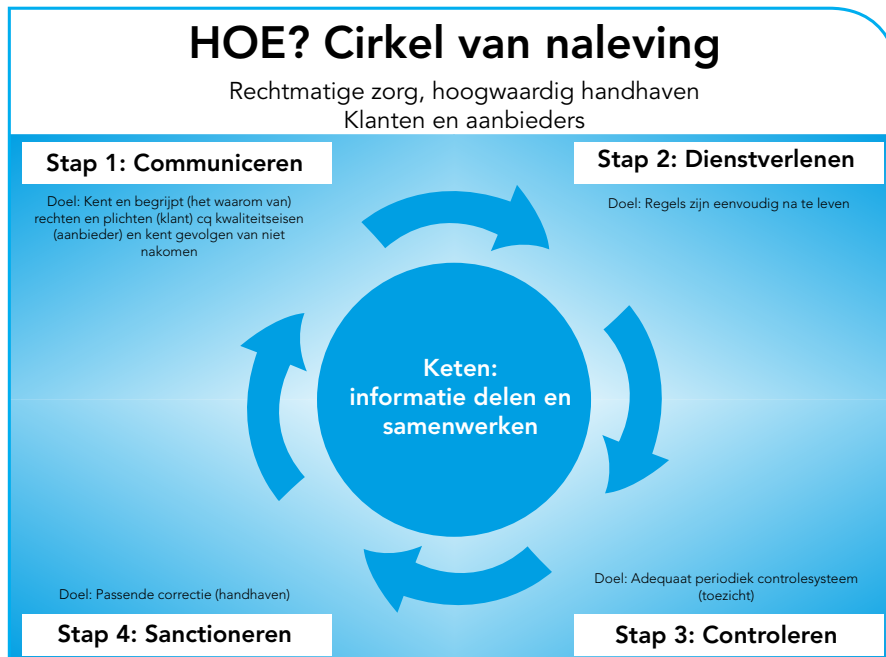 HOE? Cirkel van naleving
Rechtmatige zorg, hoogwaardig handhaven
Klanten en aanbieders
Stap 1: Communiceren
Doel: Kent en begrijpt (het waarom van)
rechten en plichten (klant) cq kwaliteitseisen
(aanbieder) en kent gevolgen van niet
nakomen
Stap 2: Dienstverlenen
Doel: Regels zijn eenvoudig na te leven
Keten:
informatie delen en
samenwerken
Doel: Passende correctie (handhaven)
Stap 4: Sanctioneren
Doel: Adequaat periodiek controlesysteem
(toezicht)
Stap 3: Controleren